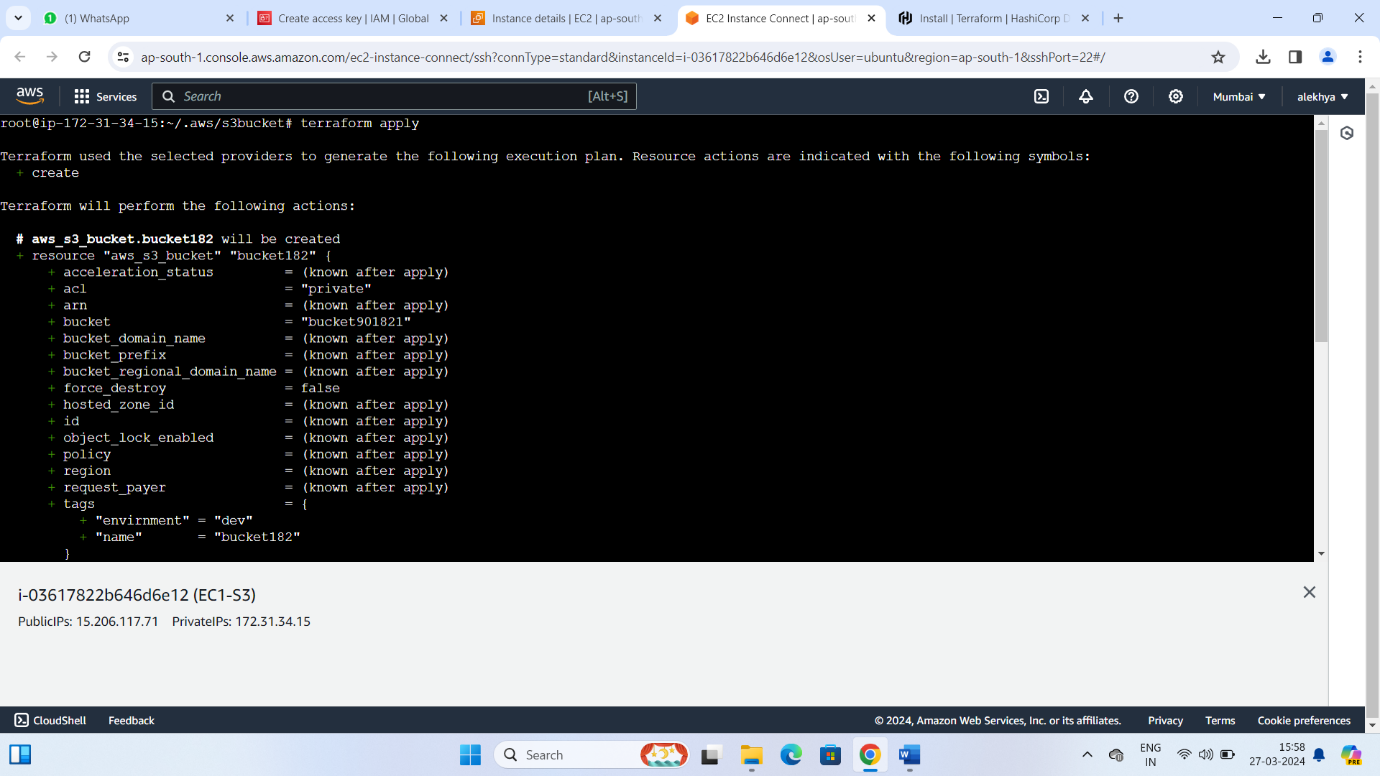 (1) WhatsApp
Create access key | IAM | Global
Instance details | EC2 | ap-south
EC2 Instance Connect | ap-sout
Install | Terraform | HashiCorp D
ap-south-1.console.aws.amazon.com/ec2-instance-connect/ssh?connType=standard&instanceId=i-03617822b646d6e12&osUser=ubuntu&region=ap-south-1&sshPort=22#/
aws Services Search [Alt+S] Mumbai alekhya
root@ip-172-31-34-15:~/.aws/s3bucket# terraform apply
Terraform used the selected providers to generate the following execution plan. Resource actions are indicated with the following symbols:
+ create
Terraform will perform the following actions:
# aws_s3_bucket.bucket182 will be created
+ resource "aws_s3_bucket" "bucket182" {
+ acceleration_status = (known after apply)
+ acl = "private"
+ arn = (known after apply)
+ bucket = "bucket901821"
+ bucket_domain_name = (known after apply)
+ bucket_prefix = (known after apply)
+ bucket_regional_domain_name = (known after apply)
+ force_destroy = false
+ hosted_zone_id = (known after apply)
+ id = (known after apply)
+ object_lock_enabled = (known after apply)
+ policy = (known after apply)
+ region = (known after apply)
+ request_payer = (known after apply)
+ tags = {
+ "envirnment" = "dev"
+ "name" = "bucket182"
}
i-03617822b646d6e12 (EC1-S3)
PublicIPs: 15.206.117.71 PrivateIPs: 172.31.34.15
CloudShell Feedback © 2024, Amazon Web Services, Inc. or its affiliates. Privacy Terms Cookie preferences
Search
ENG
IN
15:58
27-03-2024
PRE